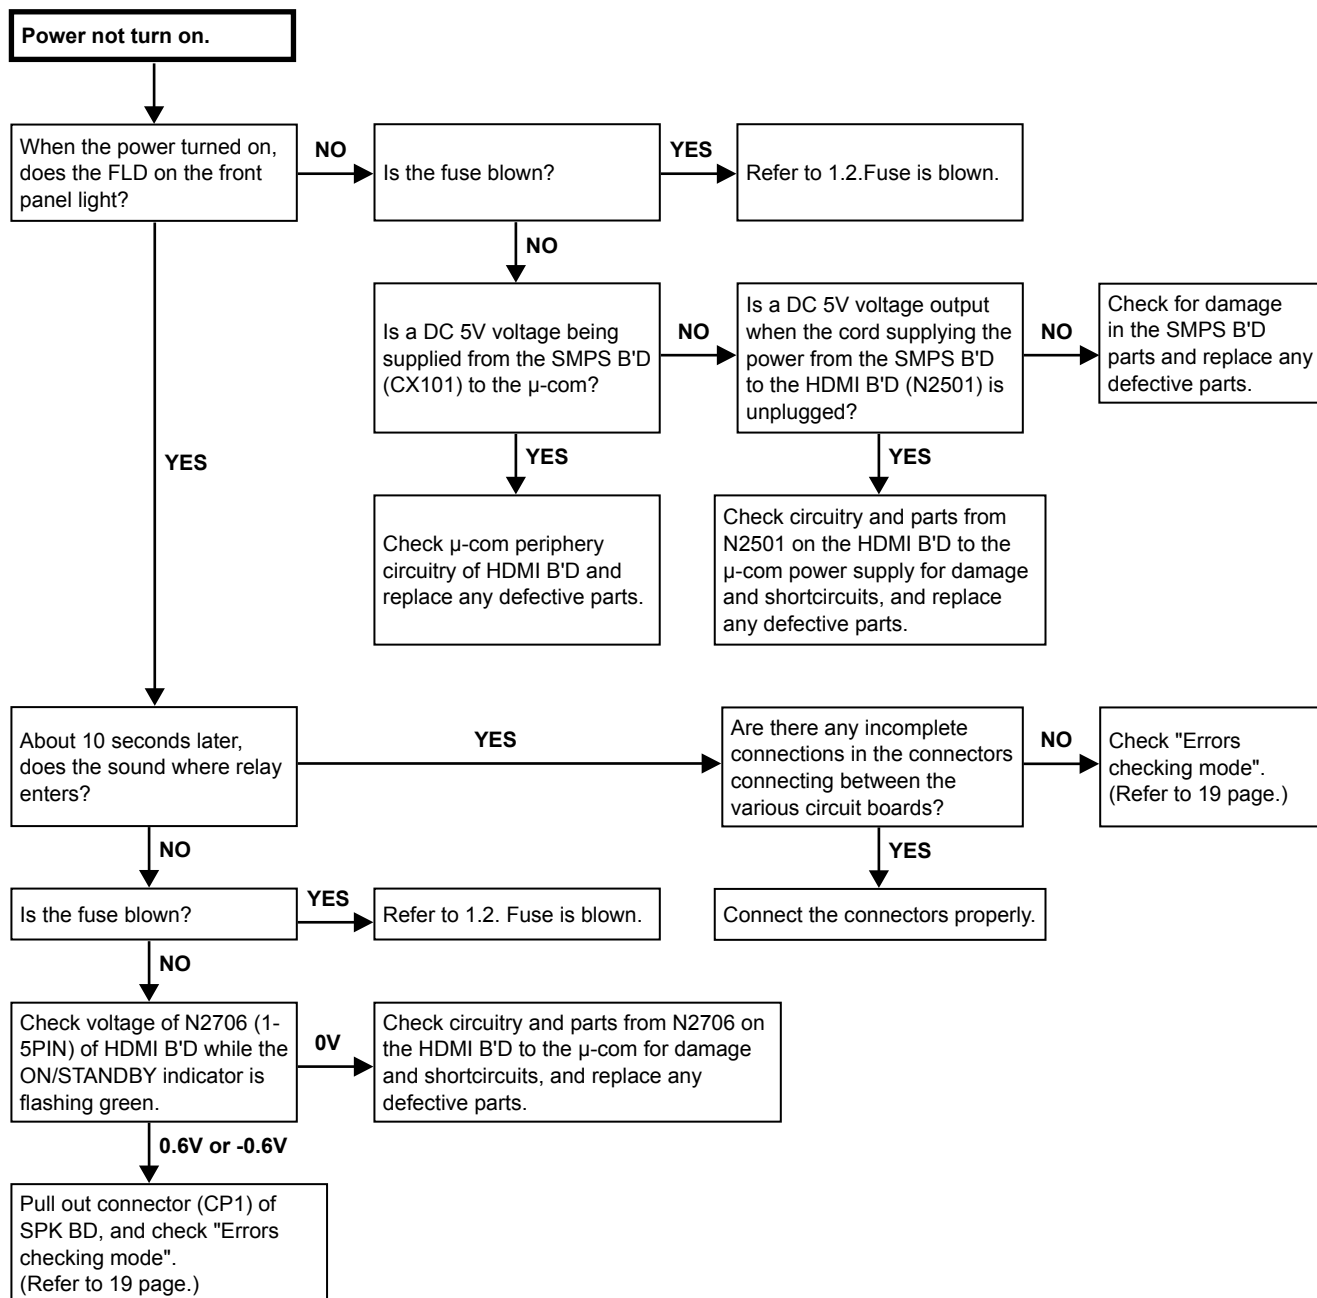 Power not turn on.
When the power turned on,
does the FLD on the front
panel light?
NO
Is the fuse blown?
YES
Refer to 1.2.Fuse is blown.
NO
Is a DC 5V voltage being
supplied from the SMPS B'D
(CX101) to the µ-com?
NO
Is a DC 5V voltage output
when the cord supplying the
power from the SMPS B'D
to the HDMI B'D (N2501) is
unplugged?
NO
Check for damage
in the SMPS B'D
parts and replace any
defective parts.
YES
YES
YES
Check µ-com periphery
circuitry of HDMI B'D and
replace any defective parts.
Check circuitry and parts from
N2501 on the HDMI B'D to the
µ-com power supply for damage
and shortcircuits, and replace
any defective parts.
About 10 seconds later,
does the sound where relay
enters?
YES
Are there any incomplete
connections in the connectors
connecting between the
various circuit boards?
NO
Check "Errors
checking mode".
(Refer to 19 page.)
NO
YES
Is the fuse blown?
YES
Refer to 1.2. Fuse is blown.
Connect the connectors properly.
NO
Check voltage of N2706 (1-
5PIN) of HDMI B'D while the
ON/STANDBY indicator is
flashing green.
0V
Check circuitry and parts from N2706 on
the HDMI B'D to the µ-com for damage
and shortcircuits, and replace any
defective parts.
0.6V or -0.6V
Pull out connector (CP1) of
SPK BD, and check "Errors
checking mode".
(Refer to 19 page.)